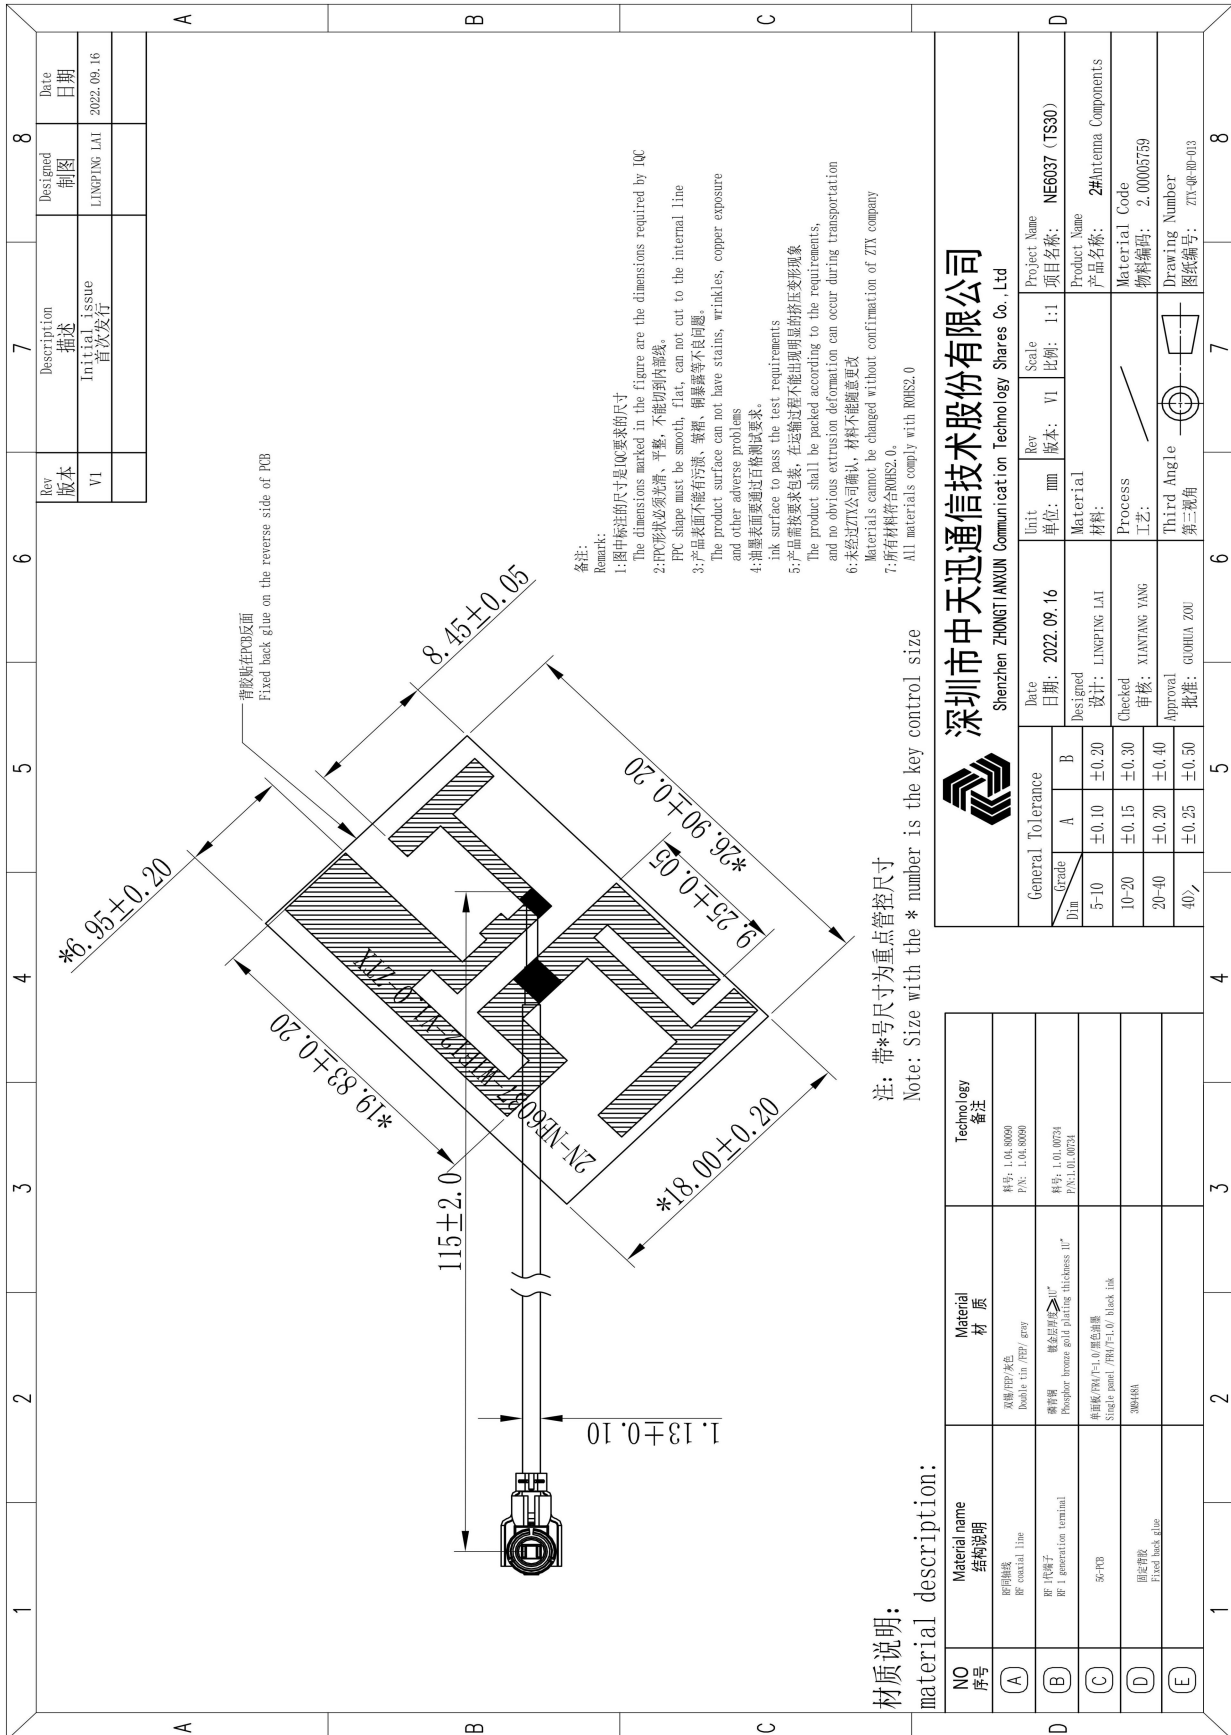 1
2
3
4
5
6
7
8
A
B
C
D
Rev
版本
Description
描述
Designed
制图
Date
日期
V1
Initial issue
首次发行
LINGPING LAI
2022.09.16
背胶贴在PCB反面
Fixed back glue on the reverse side of PCB
*6.95±0.20
8.45±0.05
*19.83±0.20
*26.90±0.20
9.25±0.05
*18.00±0.20
115±2.0
1.13±0.10
2N-NE6037-WIFI2-V1.0-ZTX
备注:
Remark:
1:图中标注的尺寸是IQC要求的尺寸
The dimensions marked in the figure are the dimensions required by IQC
2:FPC形状必须光滑、平整，不能切到内部线。
FPC shape must be smooth, flat, can not cut to the internal line
3:产品表面不能有污渍、皱褶、铜暴露等不良问题。
The product surface can not have stains, wrinkles, copper exposure
and other adverse problems
4:油墨表面要通过百格测试要求。
ink surface to pass the test requirements
5:产品需按要求包装，在运输过程不能出现明显的挤压变形现象
The product shall be packed according to the requirements,
and no obvious extrusion deformation can occur during transportation
6:未经过ZTX公司确认，材料不能随意更改
Materials cannot be changed without confirmation of ZTX company
7:所有材料符合ROHS2.0。
All materials comply with ROHS2.0
注: 带*号尺寸为重点管控尺寸
Note: Size with the * number is the key control size
材质说明:
material description:
NO
序号
Material name
结构说明
Material
材 质
Technology
备注
A
RF同轴线
RF coaxial line
双锡/FEP/灰色
Double tin /FEP/ gray
料号: 1.04.80090
P/N: 1.04.80090
B
RF 1代端子
RF 1 generation terminal
磷青铜 镀金层厚度≥1U"
Phosphor bronze gold plating thickness 1U"
料号: 1.01.00734
P/N:1.01.00734
C
5G-PCB
单面板/FR4/T=1.0/黑色油墨
Single panel /FR4/T=1.0/ black ink
D
固定背胶
Fixed back glue
3M9448A
E
深圳市中天迅通信技术股份有限公司
Shenzhen ZHONGTIANXUN Communication Technology Shares Co.,Ltd
General Tolerance
Dim
Grade
A
B
5-10
±0.10
±0.20
10-20
±0.15
±0.30
20-40
±0.20
±0.40
40>
±0.25
±0.50
Date
日期: 2022.09.16
Unit
单位: mm
Rev
版本: V1
Scale
比例: 1:1
Project Name
项目名称: NE6037 (TS30)
Designed
设计: LINGPING LAI
Material
材料:
Product Name
产品名称: 2#Antenna Components
Checked
审核: XIANTANG YANG
Process
工艺:
Material Code
物料编码: 2.00005759
Approval
批准: GUOHUA ZOU
Third Angle
第三视角
Drawing Number
图纸编号: ZTX-QR-RD-013
A
B
C
D
1
2
3
4
5
6
7
8